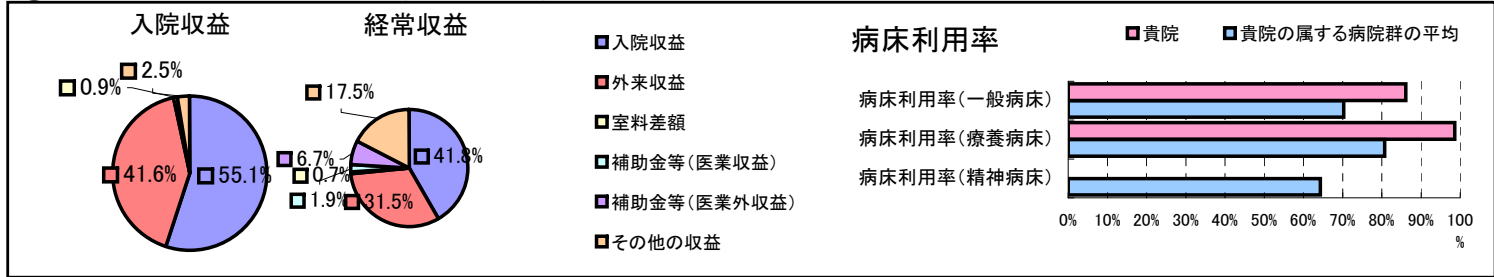 入院収益
2.5%
0.9%
41.6%
55.1%
経常収益
17.5%
6.7%
0.7%
1.9%
31.5%
41.8%
入院収益
外来収益
室料差額
補助金等(医業収益)
補助金等(医業外収益)
その他の収益
病床利用率
貴院
貴院の属する病院群の平均
病床利用率(一般病床)
病床利用率(療養病床)
病床利用率(精神病床)
0% 10% 20% 30% 40% 50% 60% 70% 80% 90% 100
%